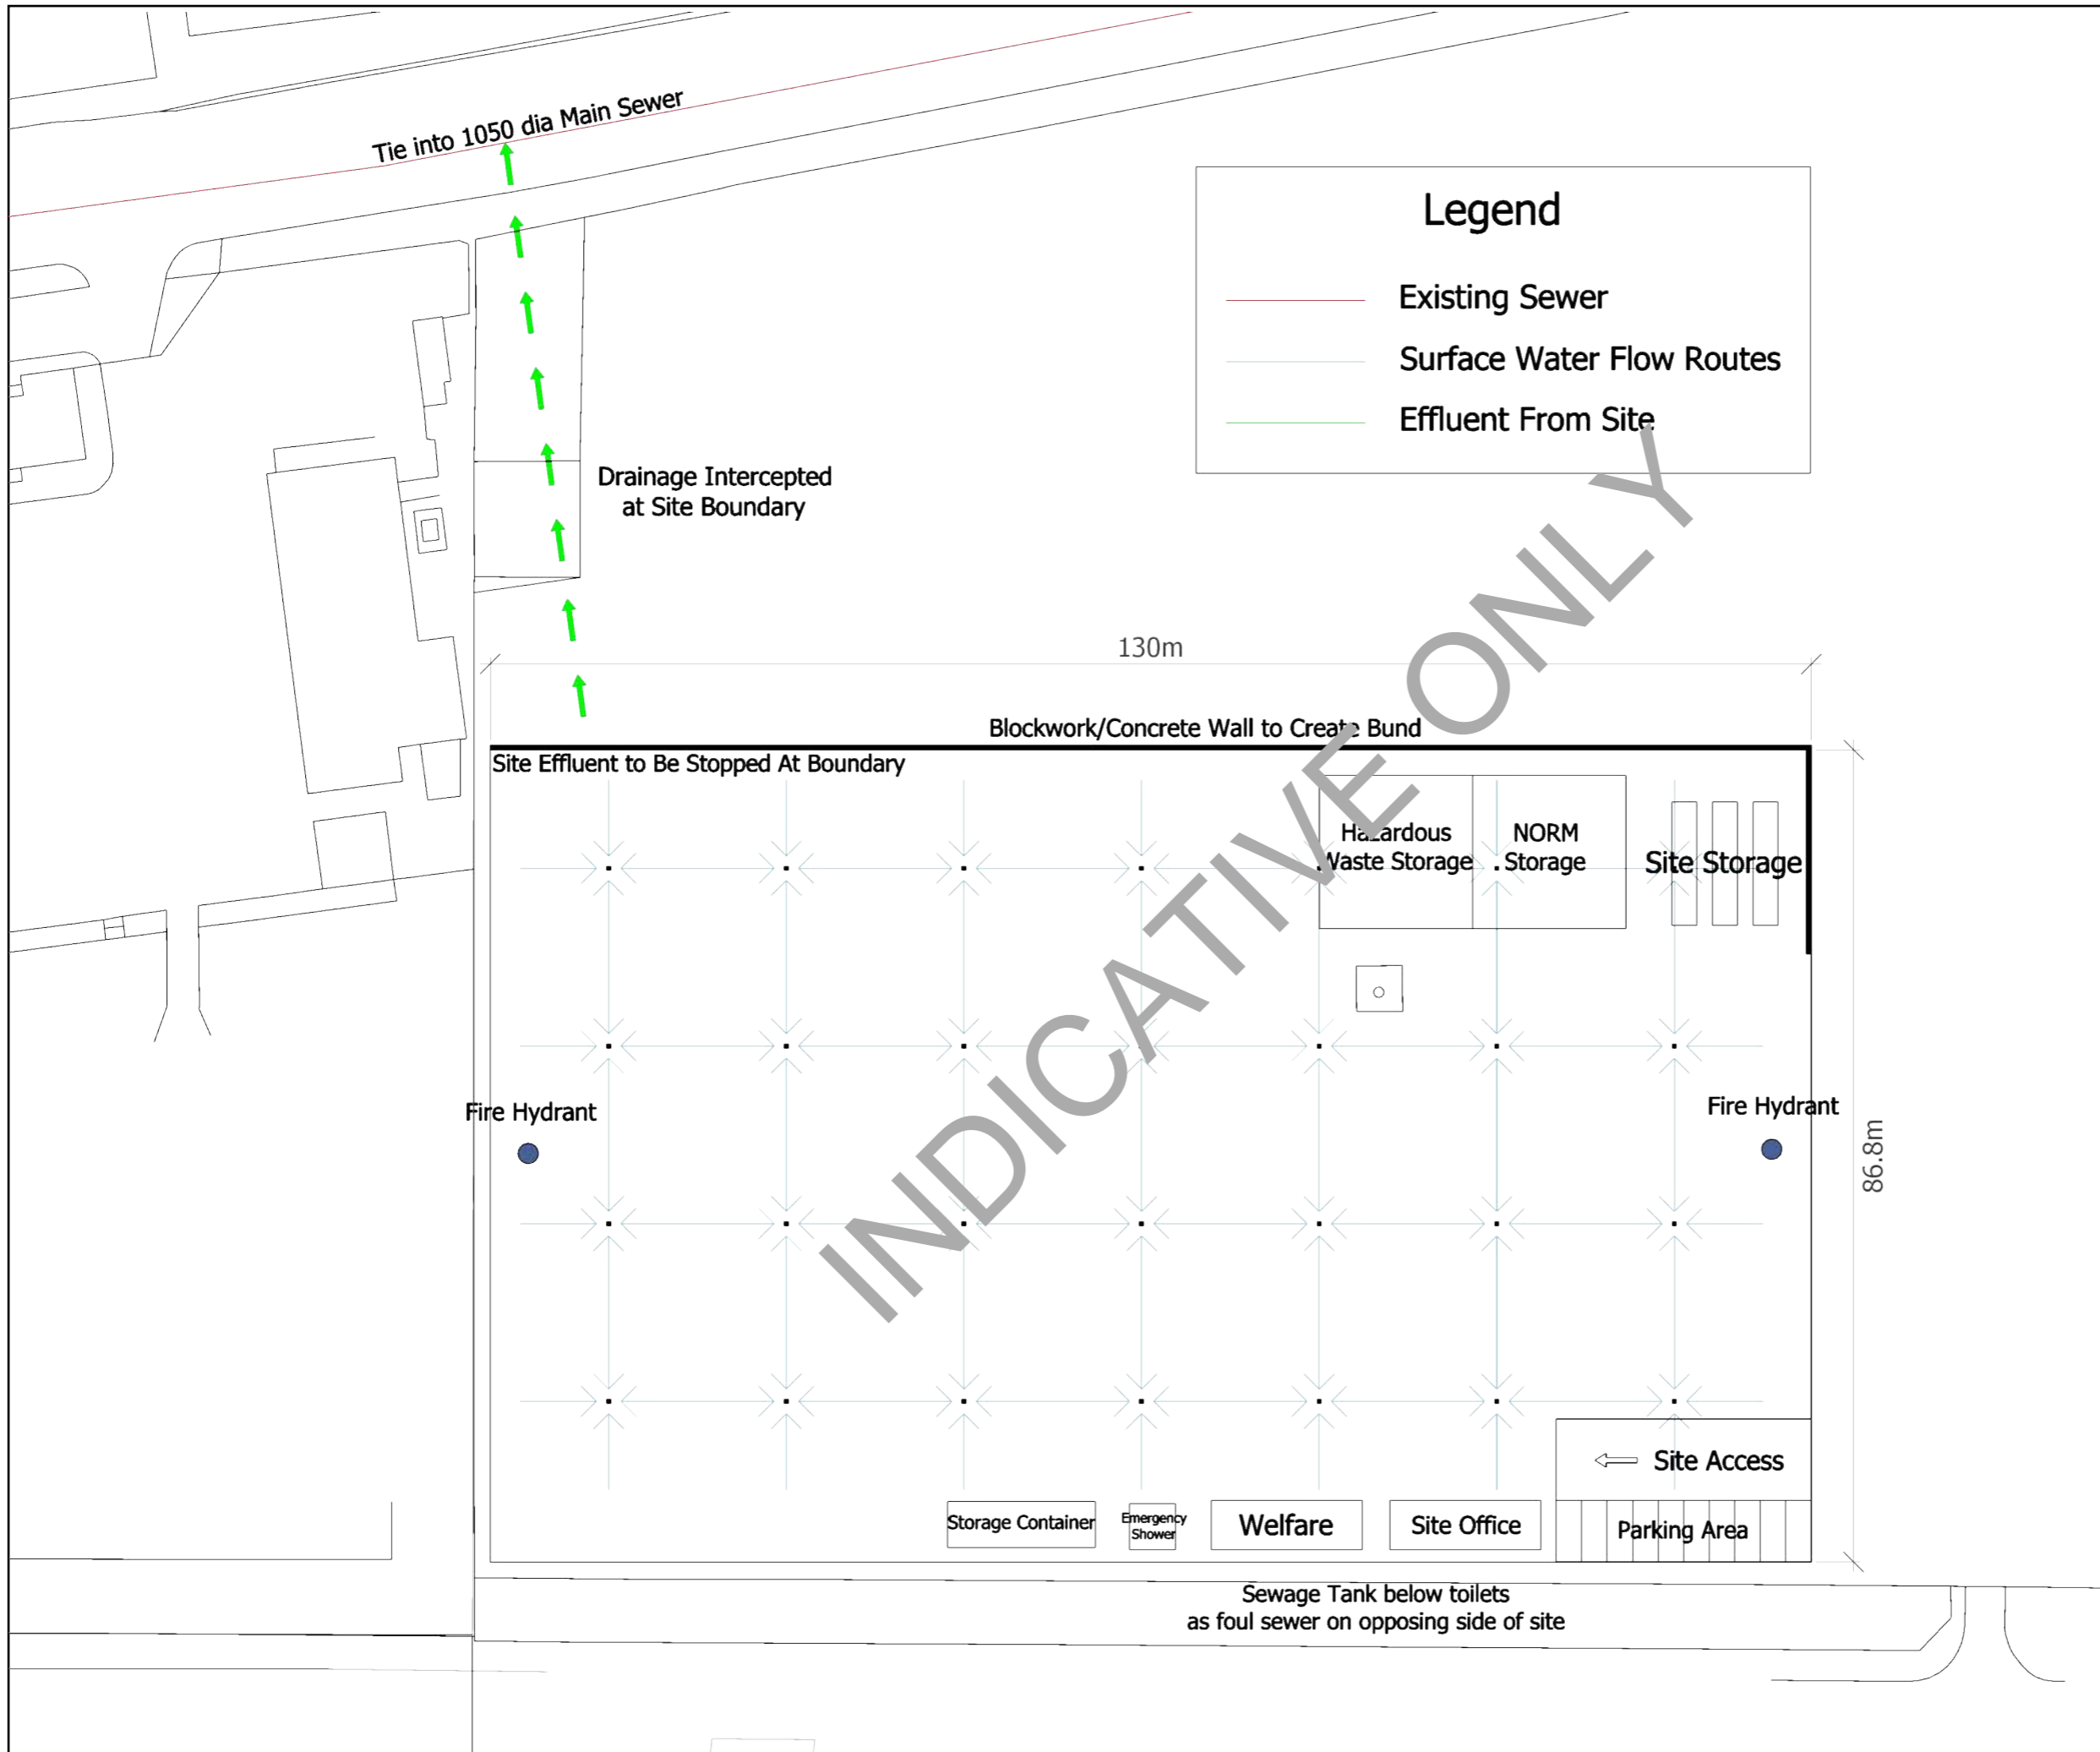 Tie into 1050 dia Main Sewer
Legend
Existing Sewer
Surface Water Flow Routes
Effluent From Site
Drainage Intercepted
at Site Boundary
130m
Blockwork/Concrete Wall to Create Bund
Site Effluent to Be Stopped At Boundary
Hazardous
Waste Storage
NORM
Storage
Site Storage
INDICATIVE ONLY
Fire Hydrant
Fire Hydrant
86.8m
Site Access
Storage Container
Emergency
Shower
Welfare
Site Office
Parking Area
Sewage Tank below toilets
as foul sewer on opposing side of site